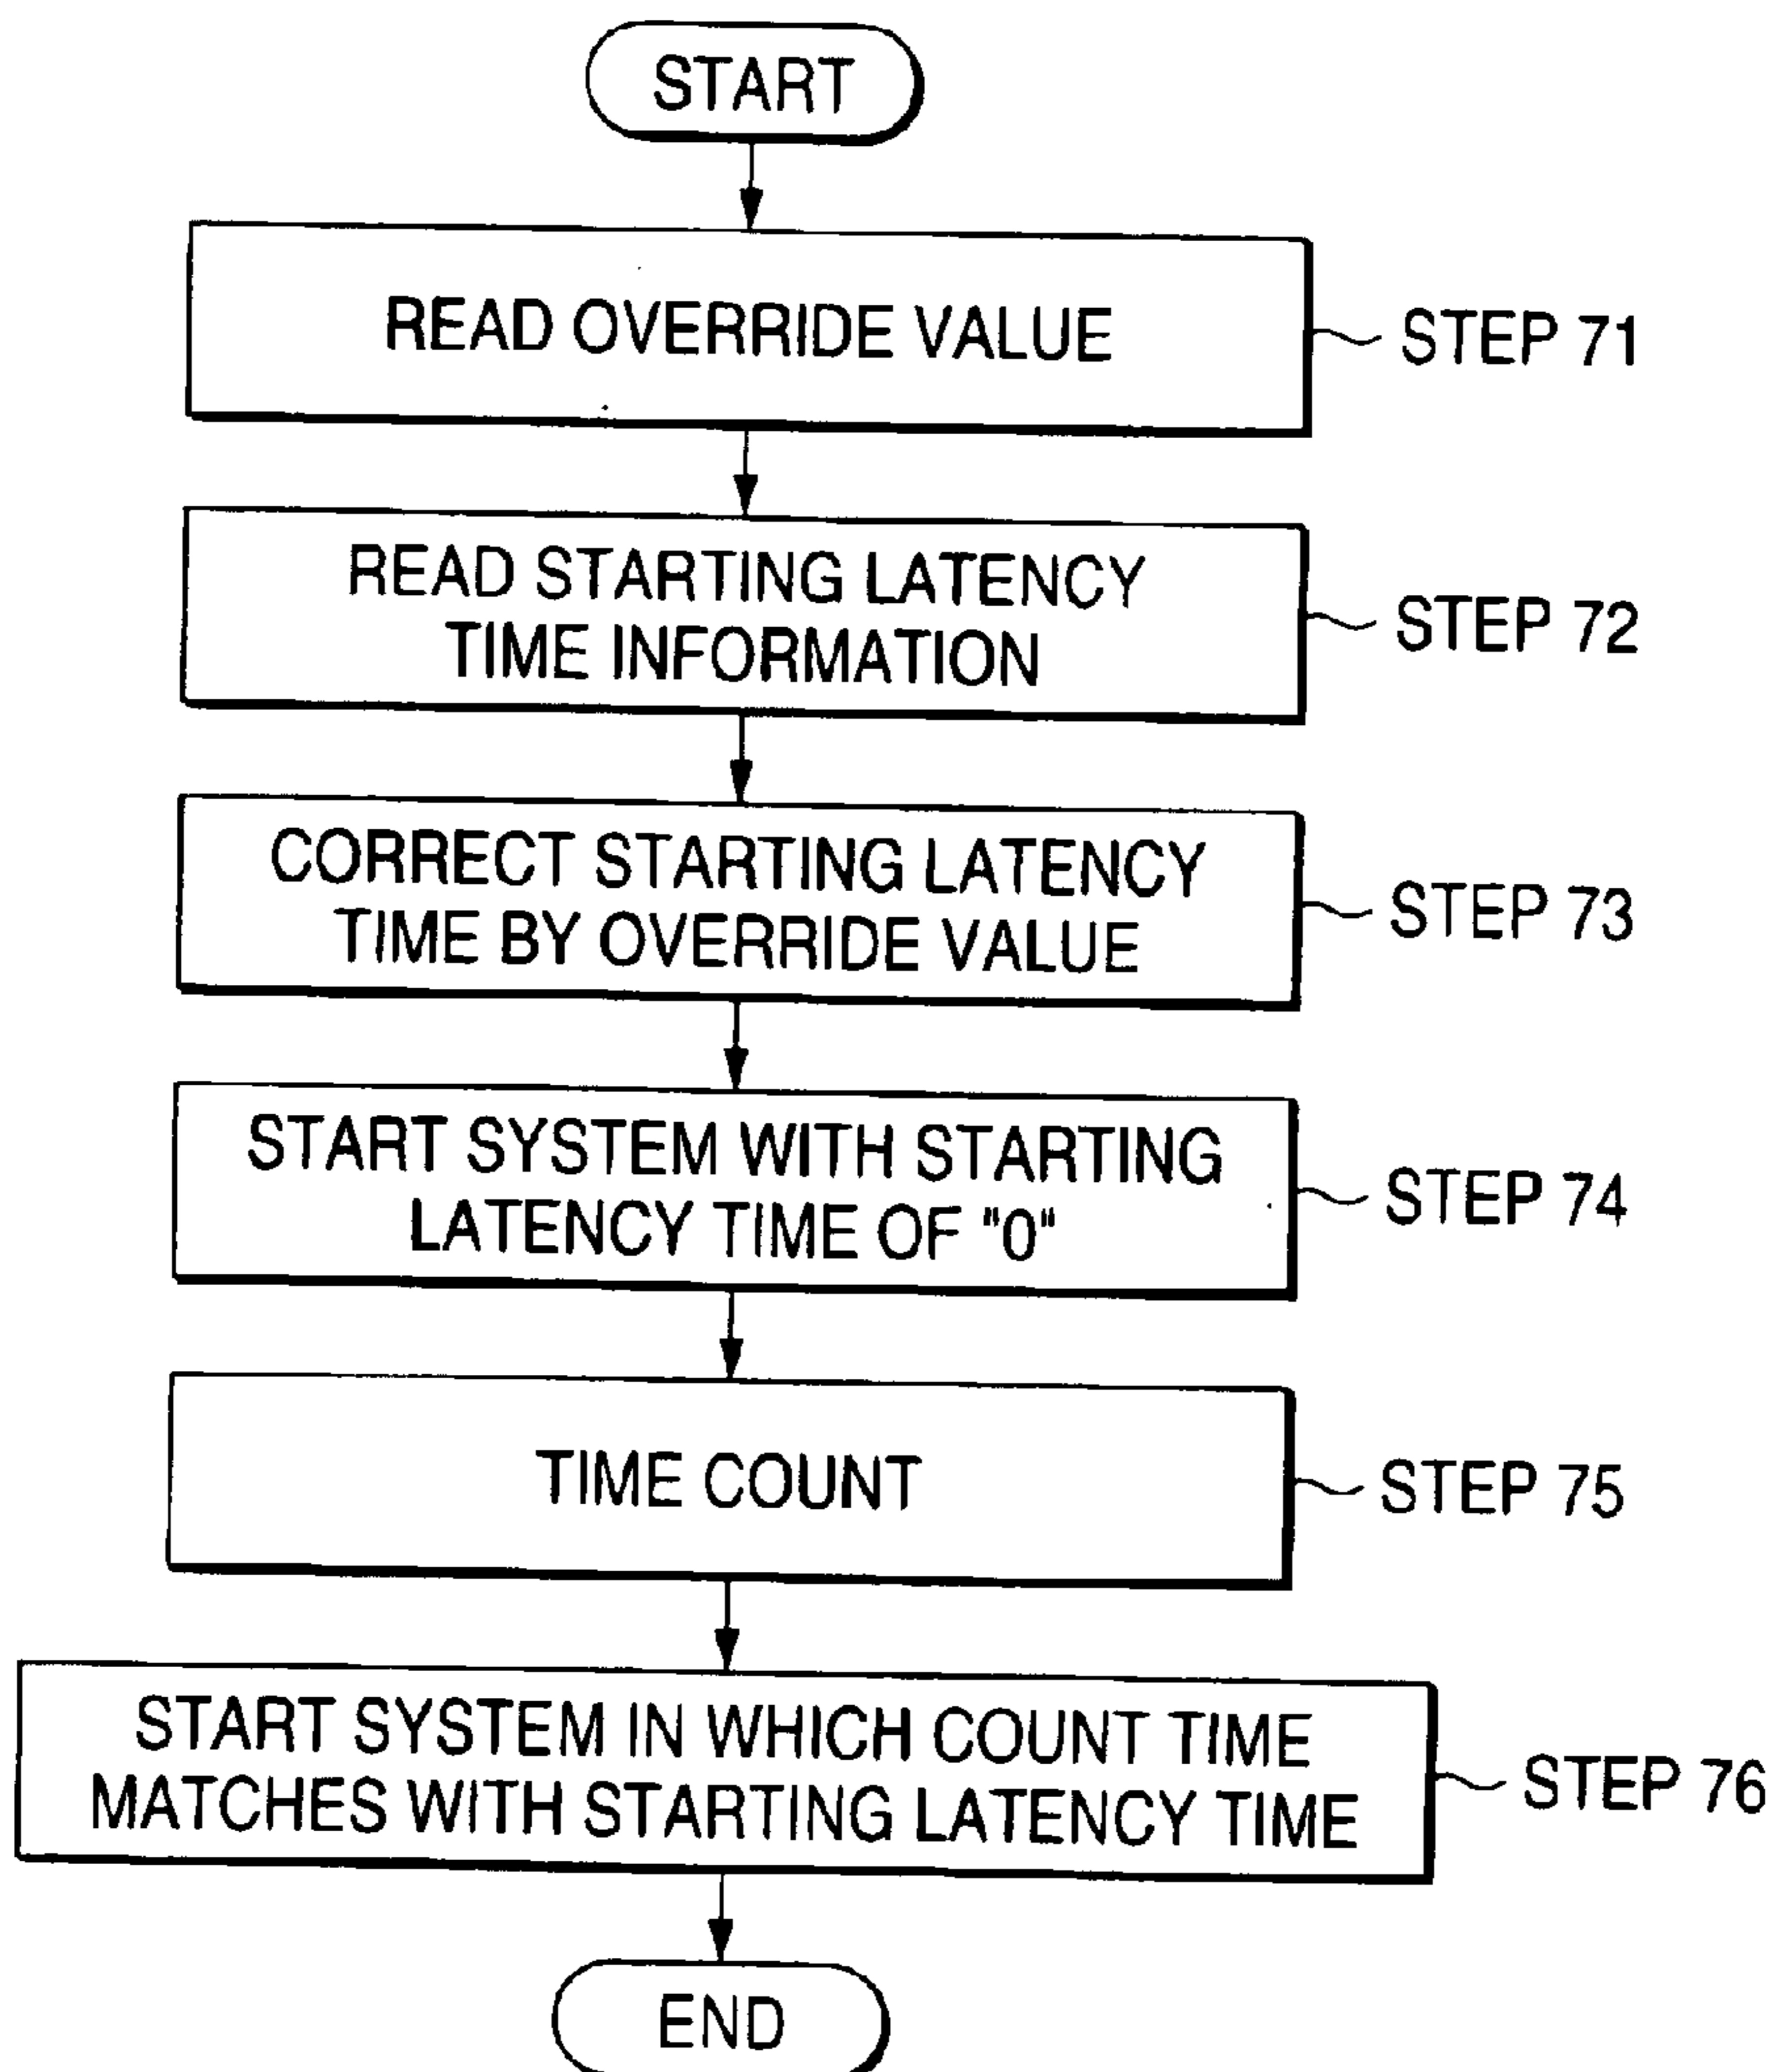 START
READ OVERRIDE VALUE
STEP 71
READ STARTING LATENCY
TIME INFORMATION
STEP 72
CORRECT STARTING LATENCY
TIME BY OVERRIDE VALUE
STEP 73
START SYSTEM WITH STARTING
LATENCY TIME OF "0"
STEP 74
TIME COUNT
STEP 75
START SYSTEM IN WHICH COUNT TIME
MATCHES WITH STARTING LATENCY TIME
STEP 76
END